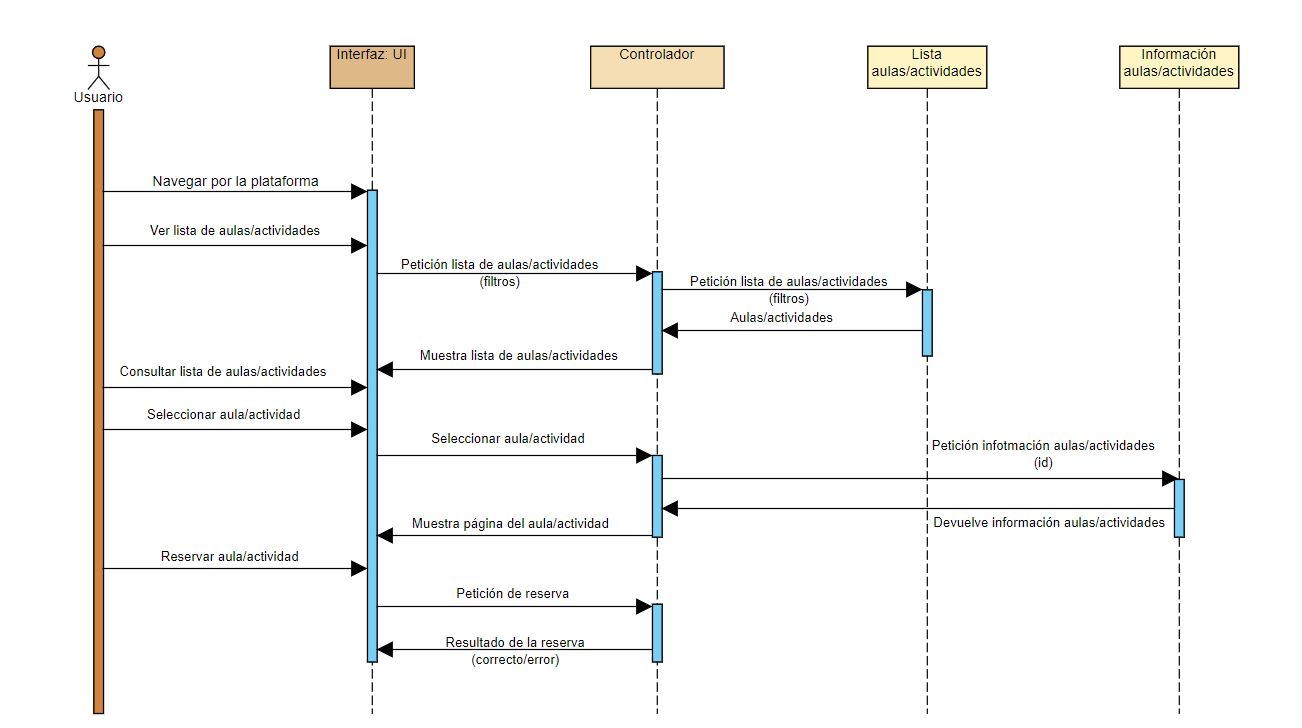 Usuario
Interfaz: UI
Controlador
Lista
aulas/actividades
Información
aulas/actividades
Navegar por la plataforma
Ver lista de aulas/actividades
Petición lista de aulas/actividades
(filtros)
Petición lista de aulas/actividades
(filtros)
Aulas/actividades
Muestra lista de aulas/actividades
Consultar lista de aulas/actividades
Seleccionar aula/actividad
Seleccionar aula/actividad
Petición infotmación aulas/actividades
(id)
Devuelve información aulas/actividades
Muestra página del aula/actividad
Reservar aula/actividad
Petición de reserva
Resultado de la reserva
(correcto/error)